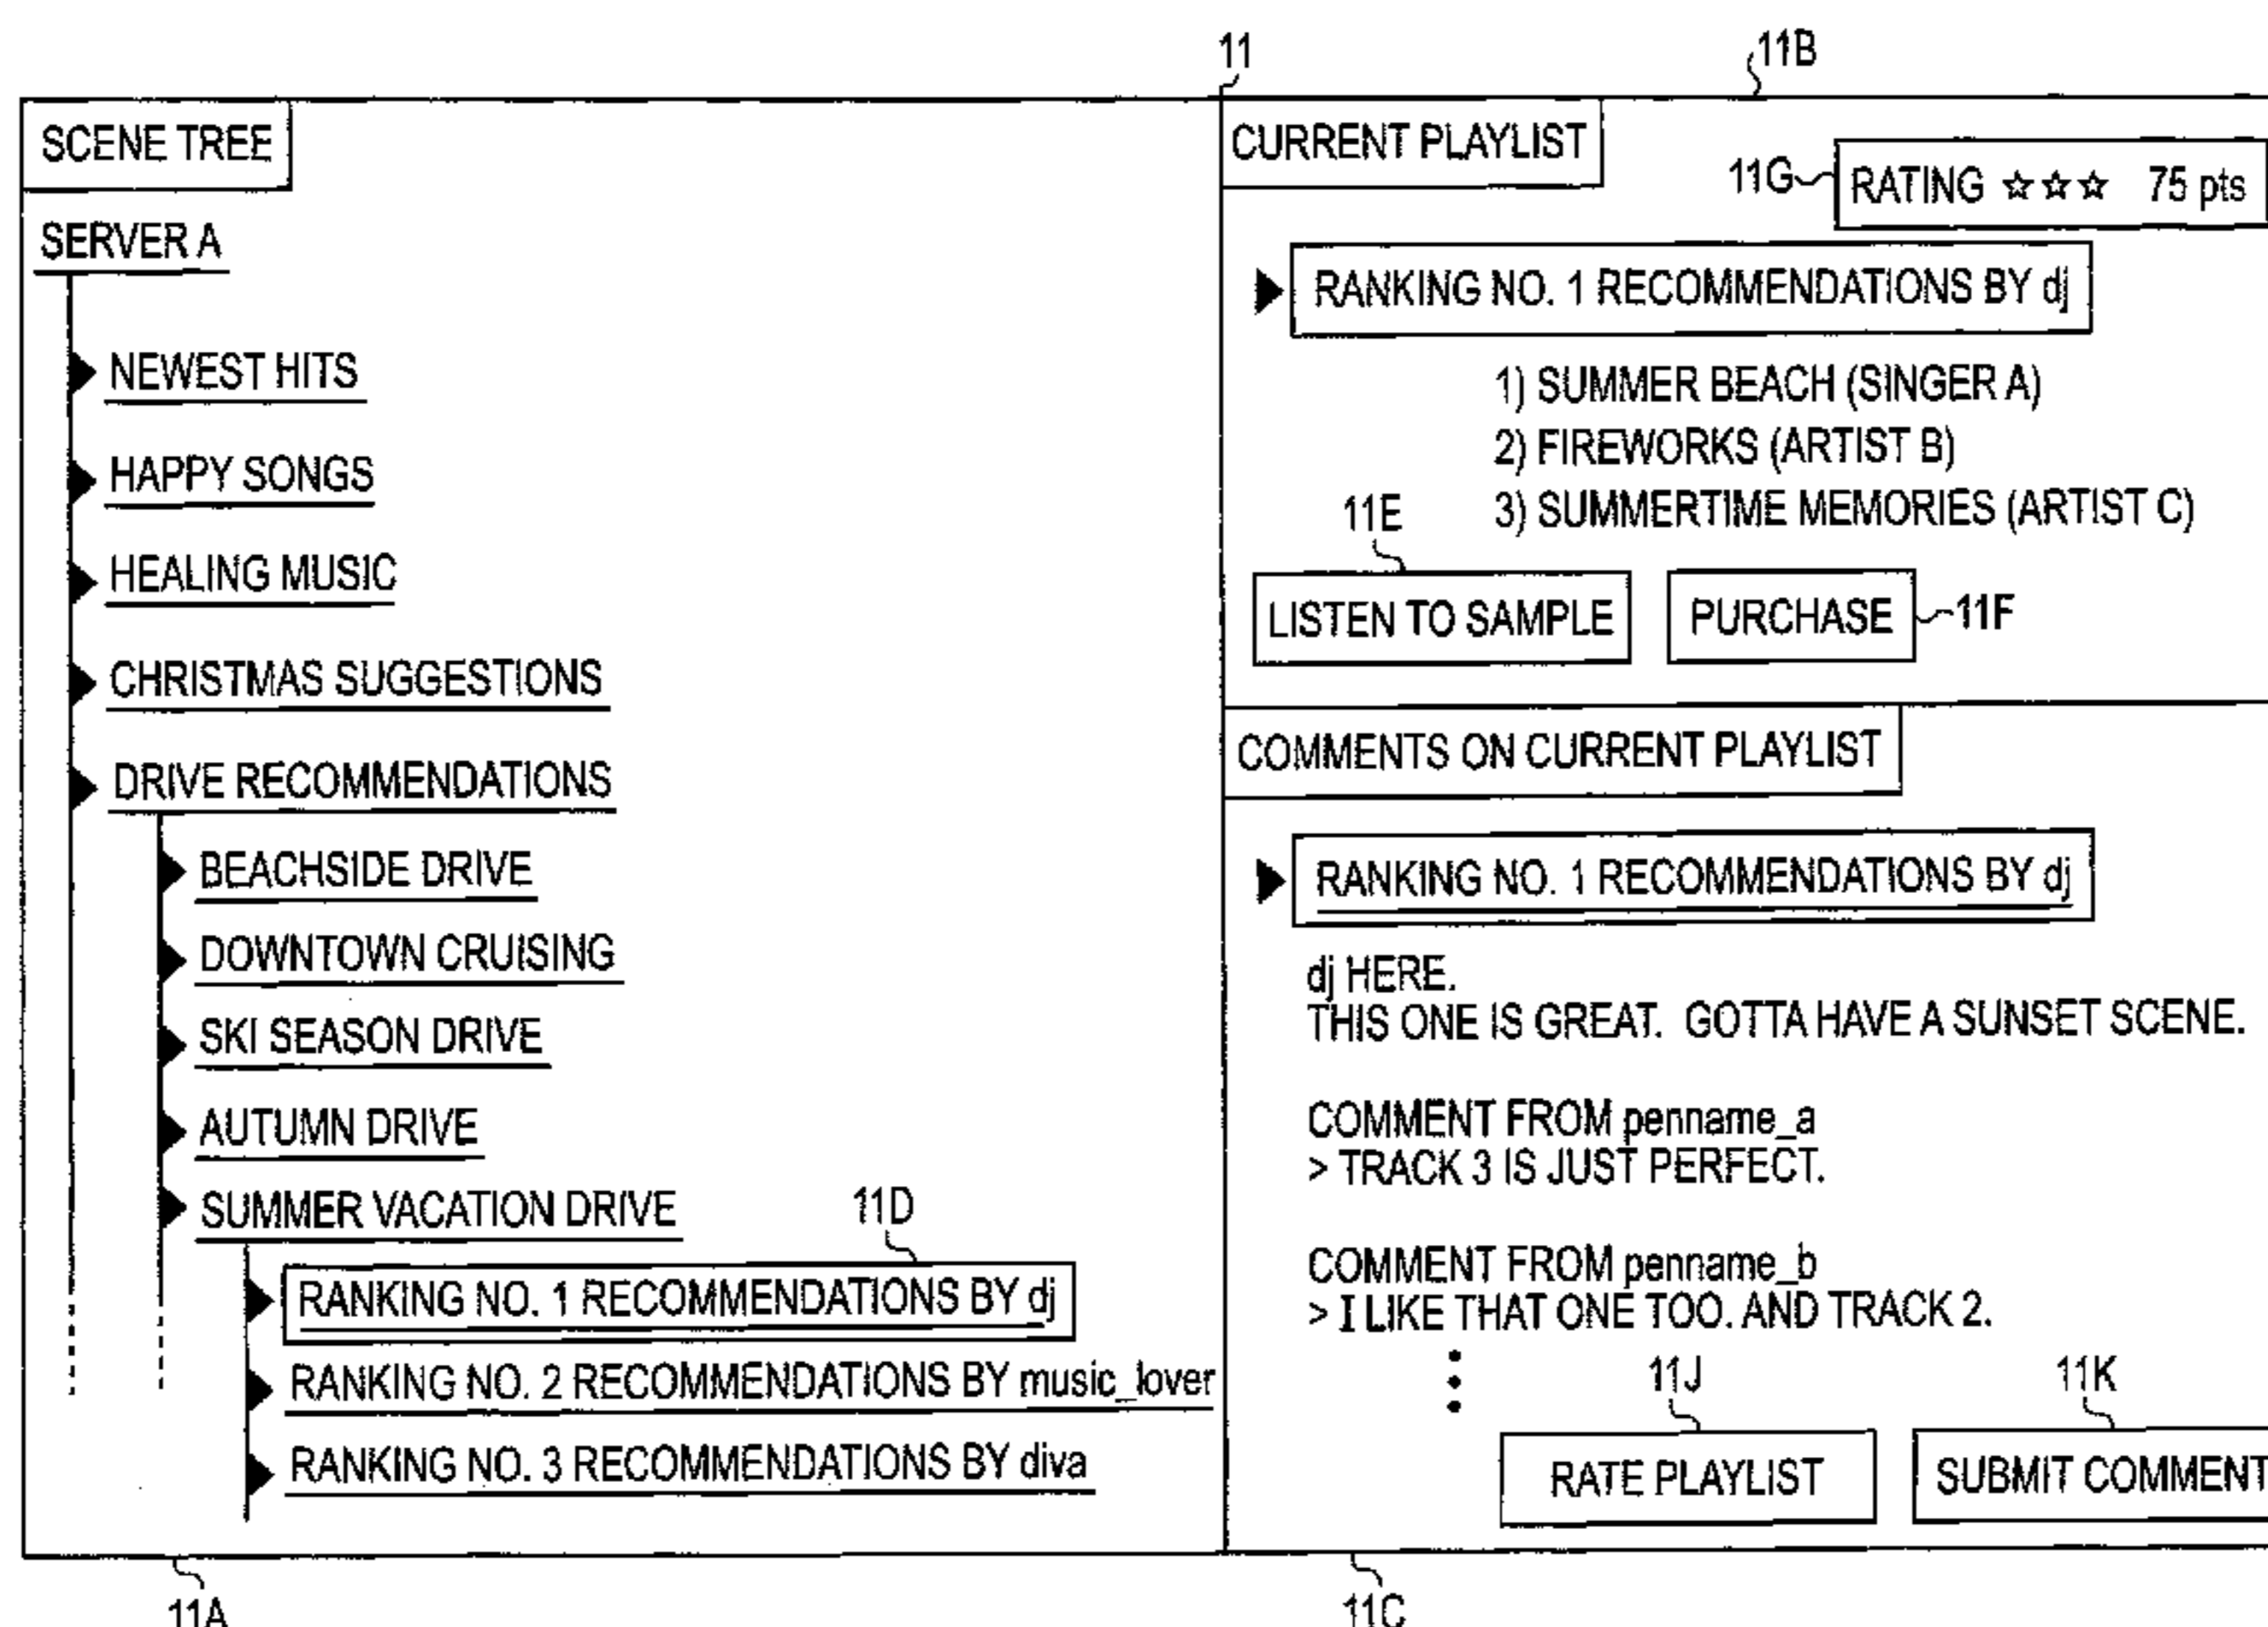 11
11B
SCENE TREE
SERVER A
NEWEST HITS
HAPPY SONGS
HEALING MUSIC
CHRISTMAS SUGGESTIONS
DRIVE RECOMMENDATIONS
BEACHSIDE DRIVE
DOWNTOWN CRUISING
SKI SEASON DRIVE
AUTUMN DRIVE
SUMMER VACATION DRIVE
11D
RANKING NO. 1 RECOMMENDATIONS BY dj
RANKING NO. 2 RECOMMENDATIONS BY music_lover
RANKING NO. 3 RECOMMENDATIONS BY diva
11A
CURRENT PLAYLIST
11G
RATING ☆☆☆ 75 pts
RANKING NO. 1 RECOMMENDATIONS BY dj
1) SUMMER BEACH (SINGER A)
2) FIREWORKS (ARTIST B)
3) SUMMERTIME MEMORIES (ARTIST C)
11E
LISTEN TO SAMPLE
PURCHASE
11F
COMMENTS ON CURRENT PLAYLIST
RANKING NO. 1 RECOMMENDATIONS BY dj
dj HERE.
THIS ONE IS GREAT. GOTTA HAVE A SUNSET SCENE.
COMMENT FROM penname_a
> TRACK 3 IS JUST PERFECT.
COMMENT FROM penname_b
> I LIKE THAT ONE TOO. AND TRACK 2.
11J
11K
RATE PLAYLIST
SUBMIT COMMENT
11C